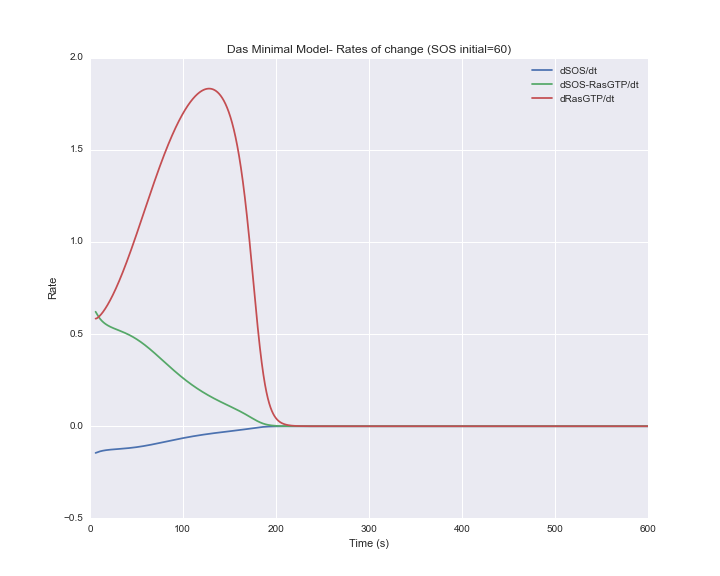 Das Minimal Model- Rates of change (SOS initial=60)
2.0
1.5
1.0
0.5
0.0
−0.5
Rate
dSOS/dt
dSOS-RasGTP/dt
dRasGTP/dt
0 100 200 300 400 500 600
Time (s)